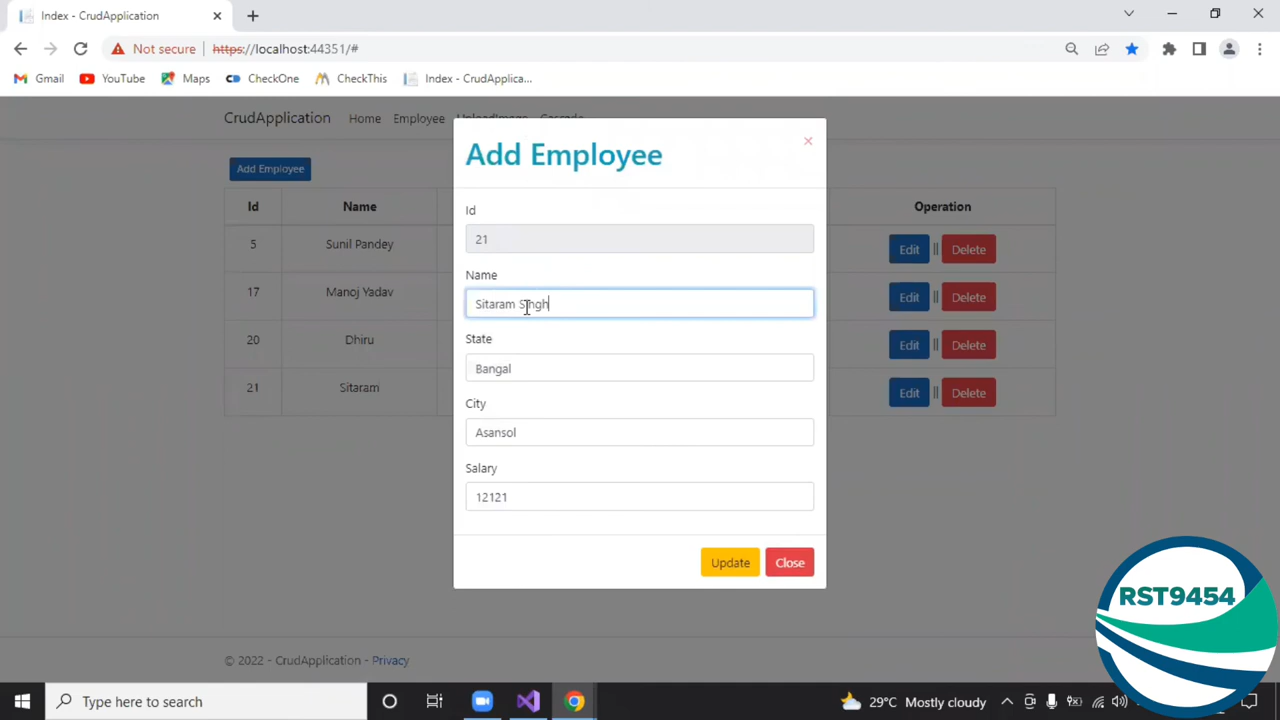 Index - CrudApplication
Not secure https://localhost:44351/#
Gmail YouTube Maps CheckOne CheckThis Index - CrudApplica...
CrudApplication Home Employee UploadImage Cascade
Add Employee
Add Employee
×
Id Name Operation
5 Sunil Pandey Edit || Delete
17 Manoj Yadav Edit || Delete
20 Dhiru Edit || Delete
21 Sitaram Edit || Delete
Id
21
Name
Sitaram Singh
State
Bangal
City
Asansol
Salary
12121
Update Close
RST9454
© 2022 - CrudApplication - Privacy
Type here to search
29°C Mostly cloudy